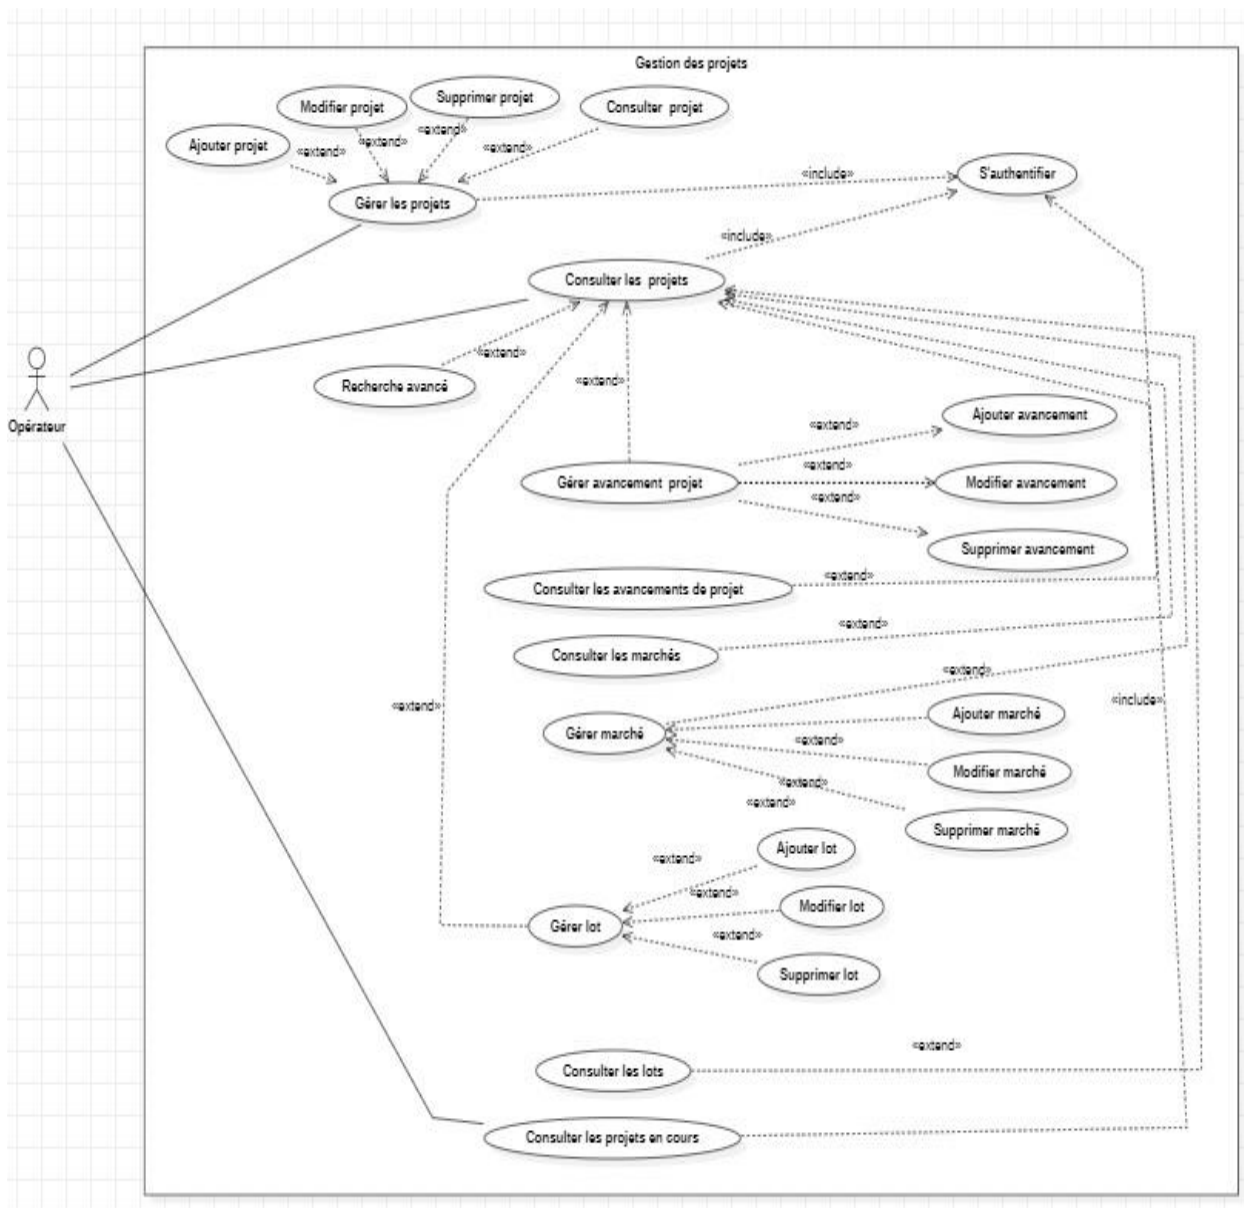 Gestion des projets
Supprimer projet
Modifier projet
Consulter projet
Ajouter projet
«extend»
«extend»
«extend»
«extend»
Gérer les projets
«include»
S'authentifier
«include»
Consulter les projets
«extend»
Recherche avancé
«extend»
Opérateur
Ajouter avancement
«extend»
Gérer avancement projet
«extend»
Modifier avancement
«extend»
Supprimer avancement
Consulter les avancements de projet
«extend»
Consulter les marchés
«extend»
«extend»
«extend»
«include»
Gérer marché
Ajouter marché
«extend»
Modifier marché
«extend»
«extend»
Supprimer marché
Ajouter lot
«extend»
«extend»
Modifier lot
Gérer lot
«extend»
Supprimer lot
«extend»
Consulter les lots
Consulter les projets en cours